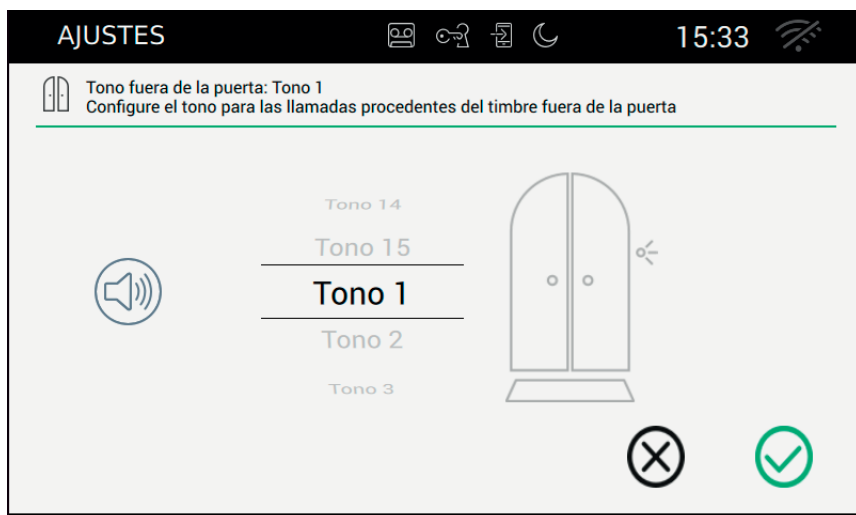 AJUSTES
15:33
Tono fuera de la puerta: Tono 1
Configure el tono para las llamadas procedentes del timbre fuera de la puerta
Tono 14
Tono 15
Tono 1
Tono 2
Tono 3